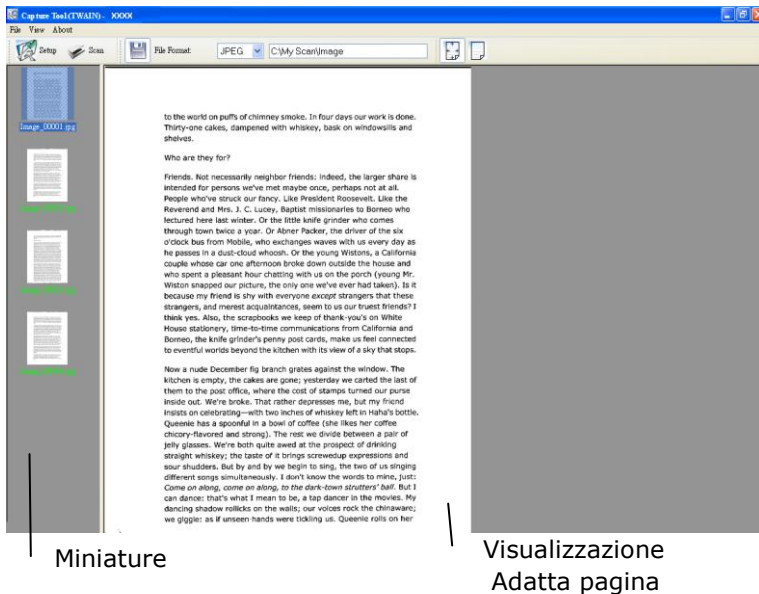 Capture Tool(TWAIN)- XXXX
File View About
Setup Scan File Format: JPEG C:\My Scan\Image
Image_00001.jpg
to the world on puffs of chimney smoke. In four days our work is done.
Thirty-one cakes, dampened with whiskey, bask on windowsills and
shelves.
Who are they for?
Friends. Not necessarily neighbor friends: indeed, the larger share is
intended for persons we've met maybe once, perhaps not at all.
People who've struck our fancy. Like President Roosevelt. Like the
Reverend and Mrs. J. C. Lucey, Baptist missionaries to Borneo who
lectured here last winter. Or the little knife grinder who comes
through town twice a year. Or Abner Packer, the driver of the six
o'clock bus from Mobile, who exchanges waves with us every day as
he passes in a dust-cloud whoosh. Or the young Wistons, a California
couple whose car one afternoon broke down outside the house and
who spent a pleasant hour chatting with us on the porch (young Mr.
Wiston snapped our picture, the only one we've ever had taken). Is it
because my friend is shy with everyone except strangers that these
strangers, and merest acquaintances, seem to us our truest friends? I
think yes. Also, the scrapbooks we keep of thank-you's on White
House stationery, time-to-time communications from California and
Borneo, the knife grinder's penny post cards, make us feel connected
to eventful worlds beyond the kitchen with its view of a sky that stops.
Now a nude December fig branch grates against the window. The
kitchen is empty, the cakes are gone; yesterday we carted the last of
them to the post office, where the cost of stamps turned our purse
inside out. We're broke. That rather depresses me, but my friend
insists on celebrating—with two inches of whiskey left in Haha's bottle.
Queenie has a spoonful in a bowl of coffee (she likes her coffee
chicory-flavored and strong). The rest we divide between a pair of
jelly glasses. We're both quite awed at the prospect of drinking
straight whiskey; the taste of it brings screwedup expressions and
sour shudders. But by and by we begin to sing, the two of us singing
different songs simultaneously. I don't know the words to mine, just:
Come on along, come on along, to the dark-town strutters' ball. But I
can dance: that's what I mean to be, a tap dancer in the movies. My
dancing shadow rollicks on the walls; our voices rock the chinaware;
we giggle: as if unseen hands were tickling us. Queenie rolls on her
Miniature
Visualizzazione
Adatta pagina